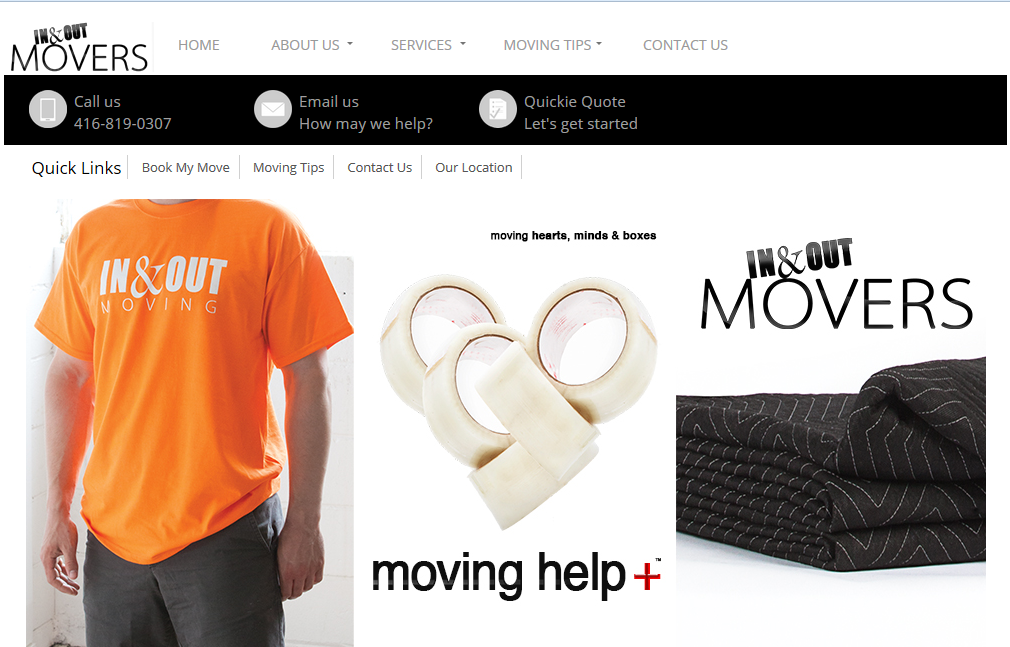 IN&OUT
MOVERS
HOME
ABOUT US
SERVICES
MOVING TIPS
CONTACT US
Call us
416-819-0307
Email us
How may we help?
Quickie Quote
Let's get started
Quick Links
Book My Move
Moving Tips
Contact Us
Our Location
IN&OUT
MOVING
moving hearts, minds & boxes
moving help +™
IN&OUT
MOVERS